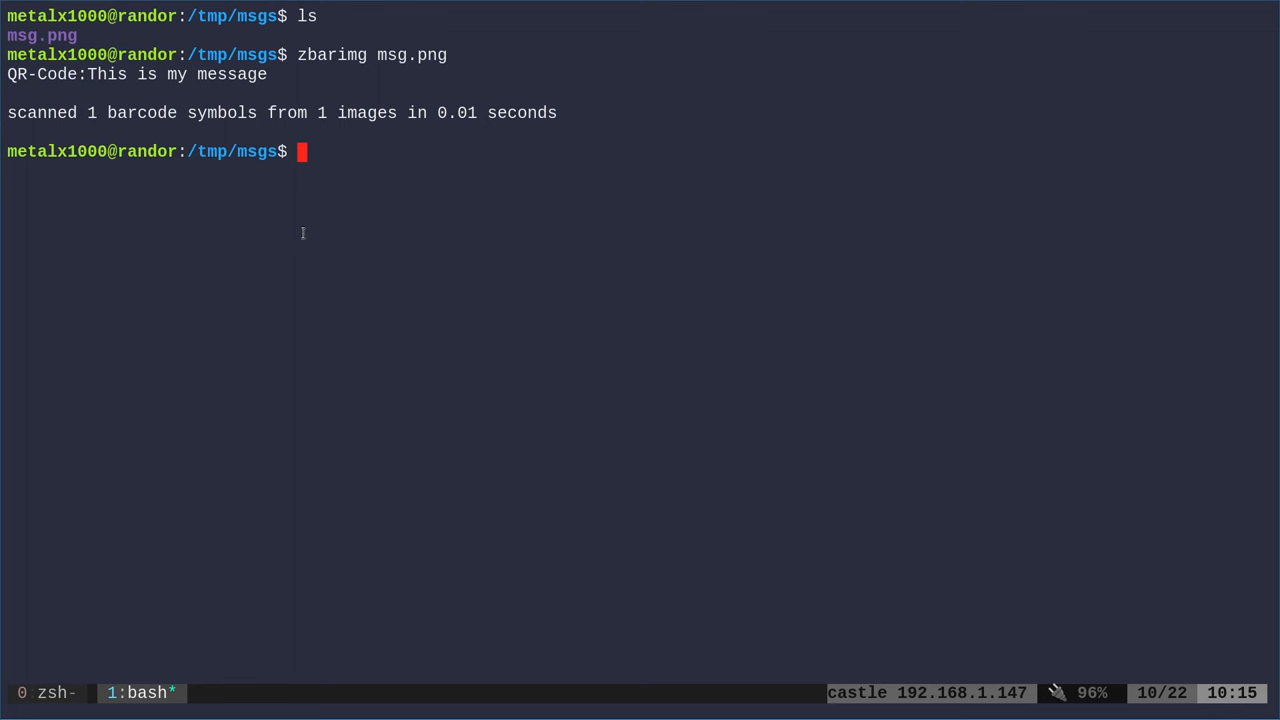 metalx1000@randor:/tmp/msgs$ ls
msg.png
metalx1000@randor:/tmp/msgs$ zbarimg msg.png
QR-Code:This is my message
scanned 1 barcode symbols from 1 images in 0.01 seconds
metalx1000@randor:/tmp/msgs$
0:zsh- 1:bash* castle 192.168.1.147 96% 10/22 10:15